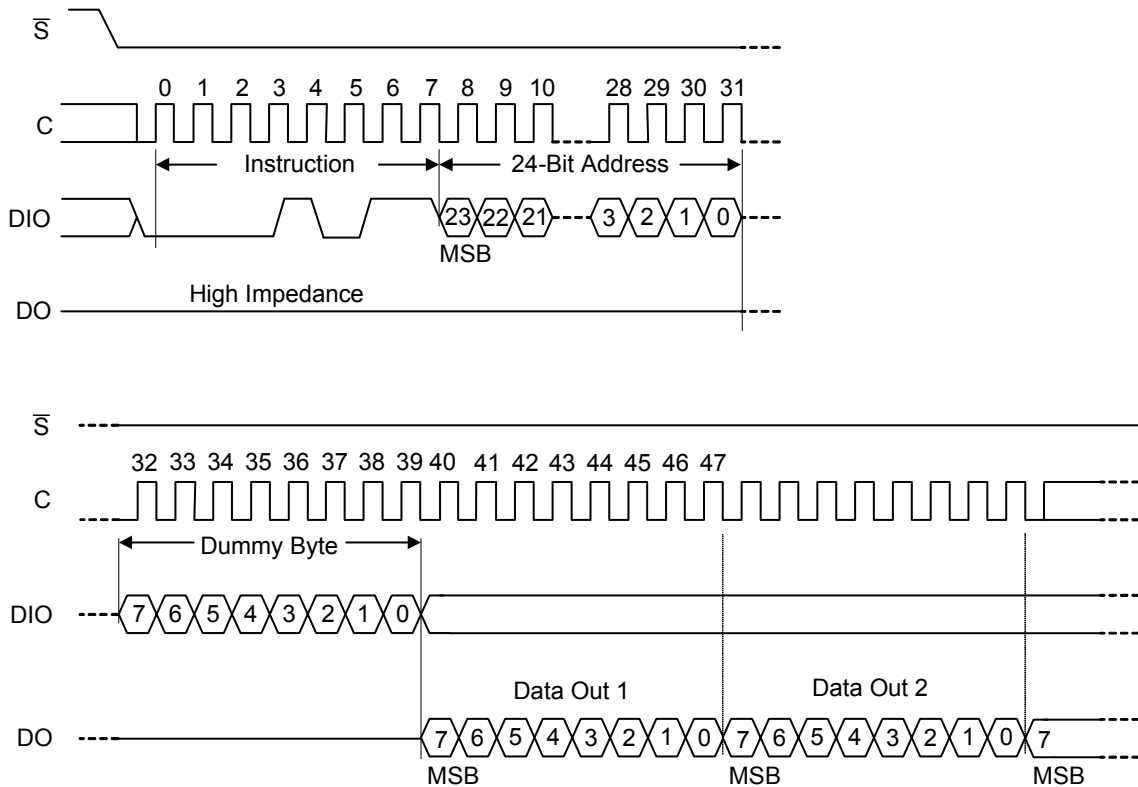 S̅
0 1 2 3 4 5 6 7 8 9 10 28 29 30 31
C
Instruction 24-Bit Address
DIO 23 22 21 3 2 1 0
MSB
High Impedance
DO
S̅
32 33 34 35 36 37 38 39 40 41 42 43 44 45 46 47
C
Dummy Byte
DIO 7 6 5 4 3 2 1 0
Data Out 1 Data Out 2
DO 7 6 5 4 3 2 1 0 7 6 5 4 3 2 1 0 7
MSB MSB MSB